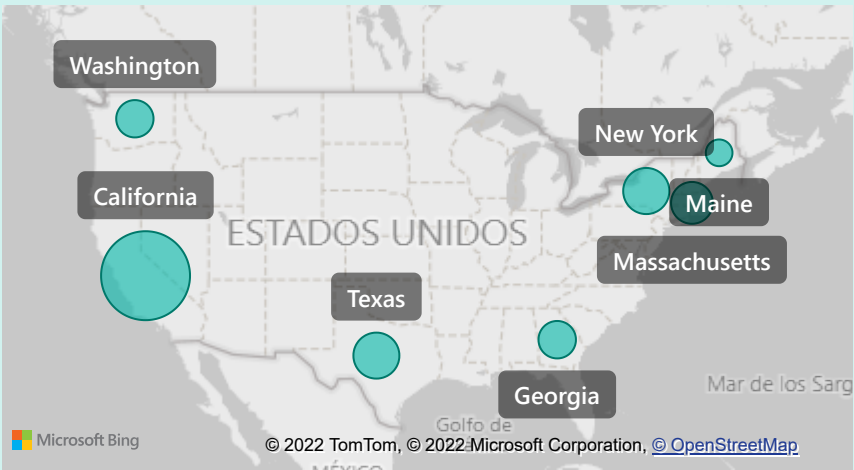 Washington
New York
California
Maine
ESTADOS UNIDOS
Massachusetts
Texas
Mar de los Sarg
Georgia
Golfo de
Microsoft Bing
© 2022 TomTom, © 2022 Microsoft Corporation, © OpenStreetMap
MÉXICO